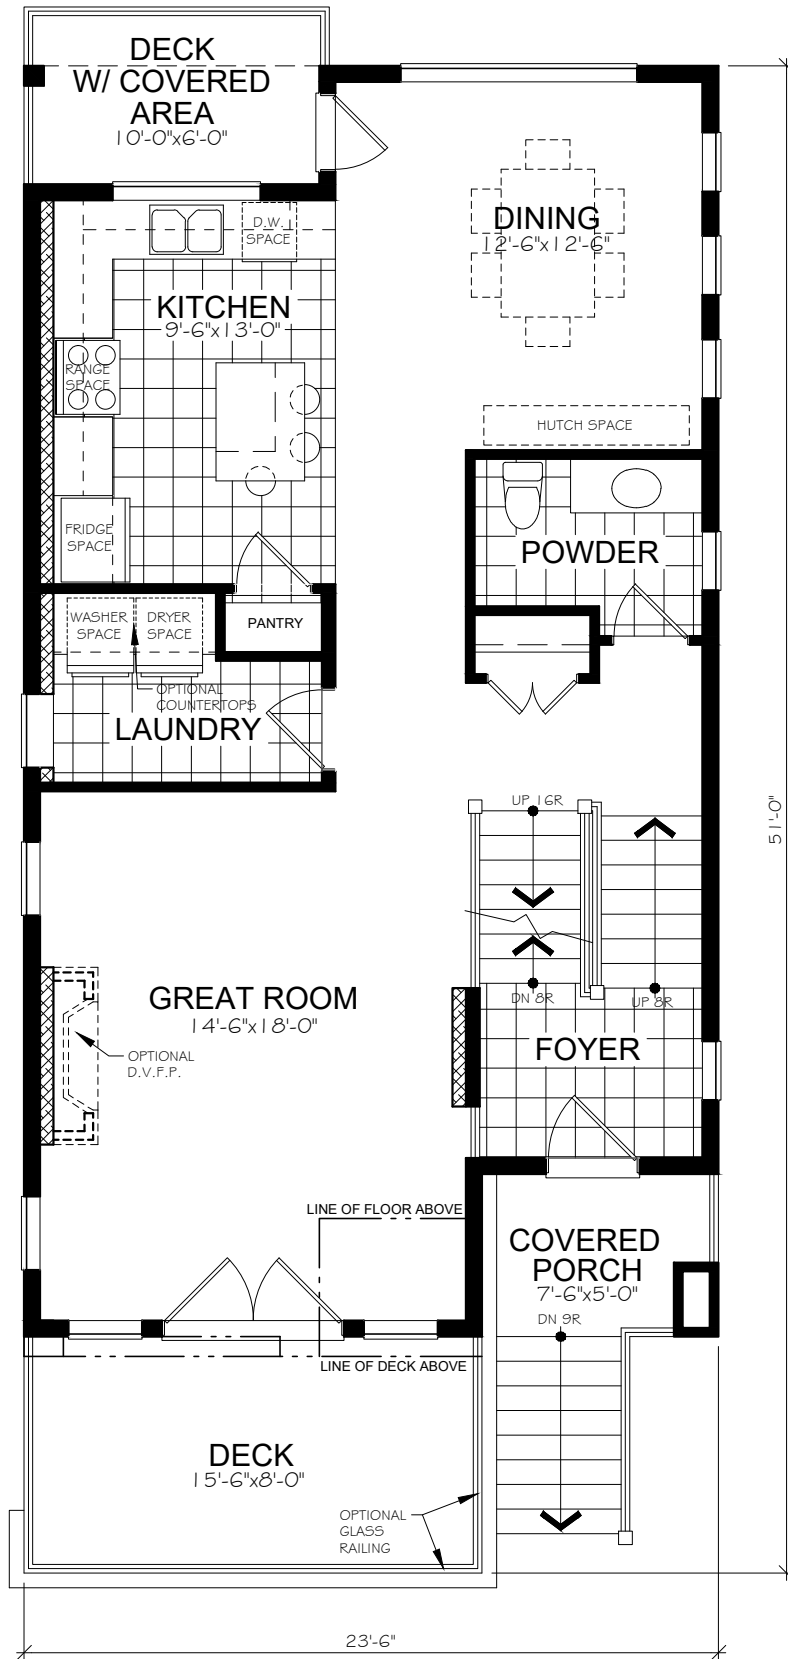 DECK
W/ COVERED
AREA
10'-0"x6'-0"
D.W.
SPACE
DINING
12'-6"x12'-6"
KITCHEN
9'-6"x13'-0"
RANGE
SPACE
HUTCH SPACE
FRIDGE
SPACE
POWDER
WASHER
SPACE
DRYER
SPACE
PANTRY
OPTIONAL
COUNTERTOPS
LAUNDRY
UP 16R
51'-0"
GREAT ROOM
14'-6"x18'-0"
DN 8R
UP 8R
FOYER
OPTIONAL
D.V.F.P.
LINE OF FLOOR ABOVE
COVERED
PORCH
7'-6"x5'-0"
DN 9R
LINE OF DECK ABOVE
DECK
15'-6"x8'-0"
OPTIONAL
GLASS
RAILING
23'-6"